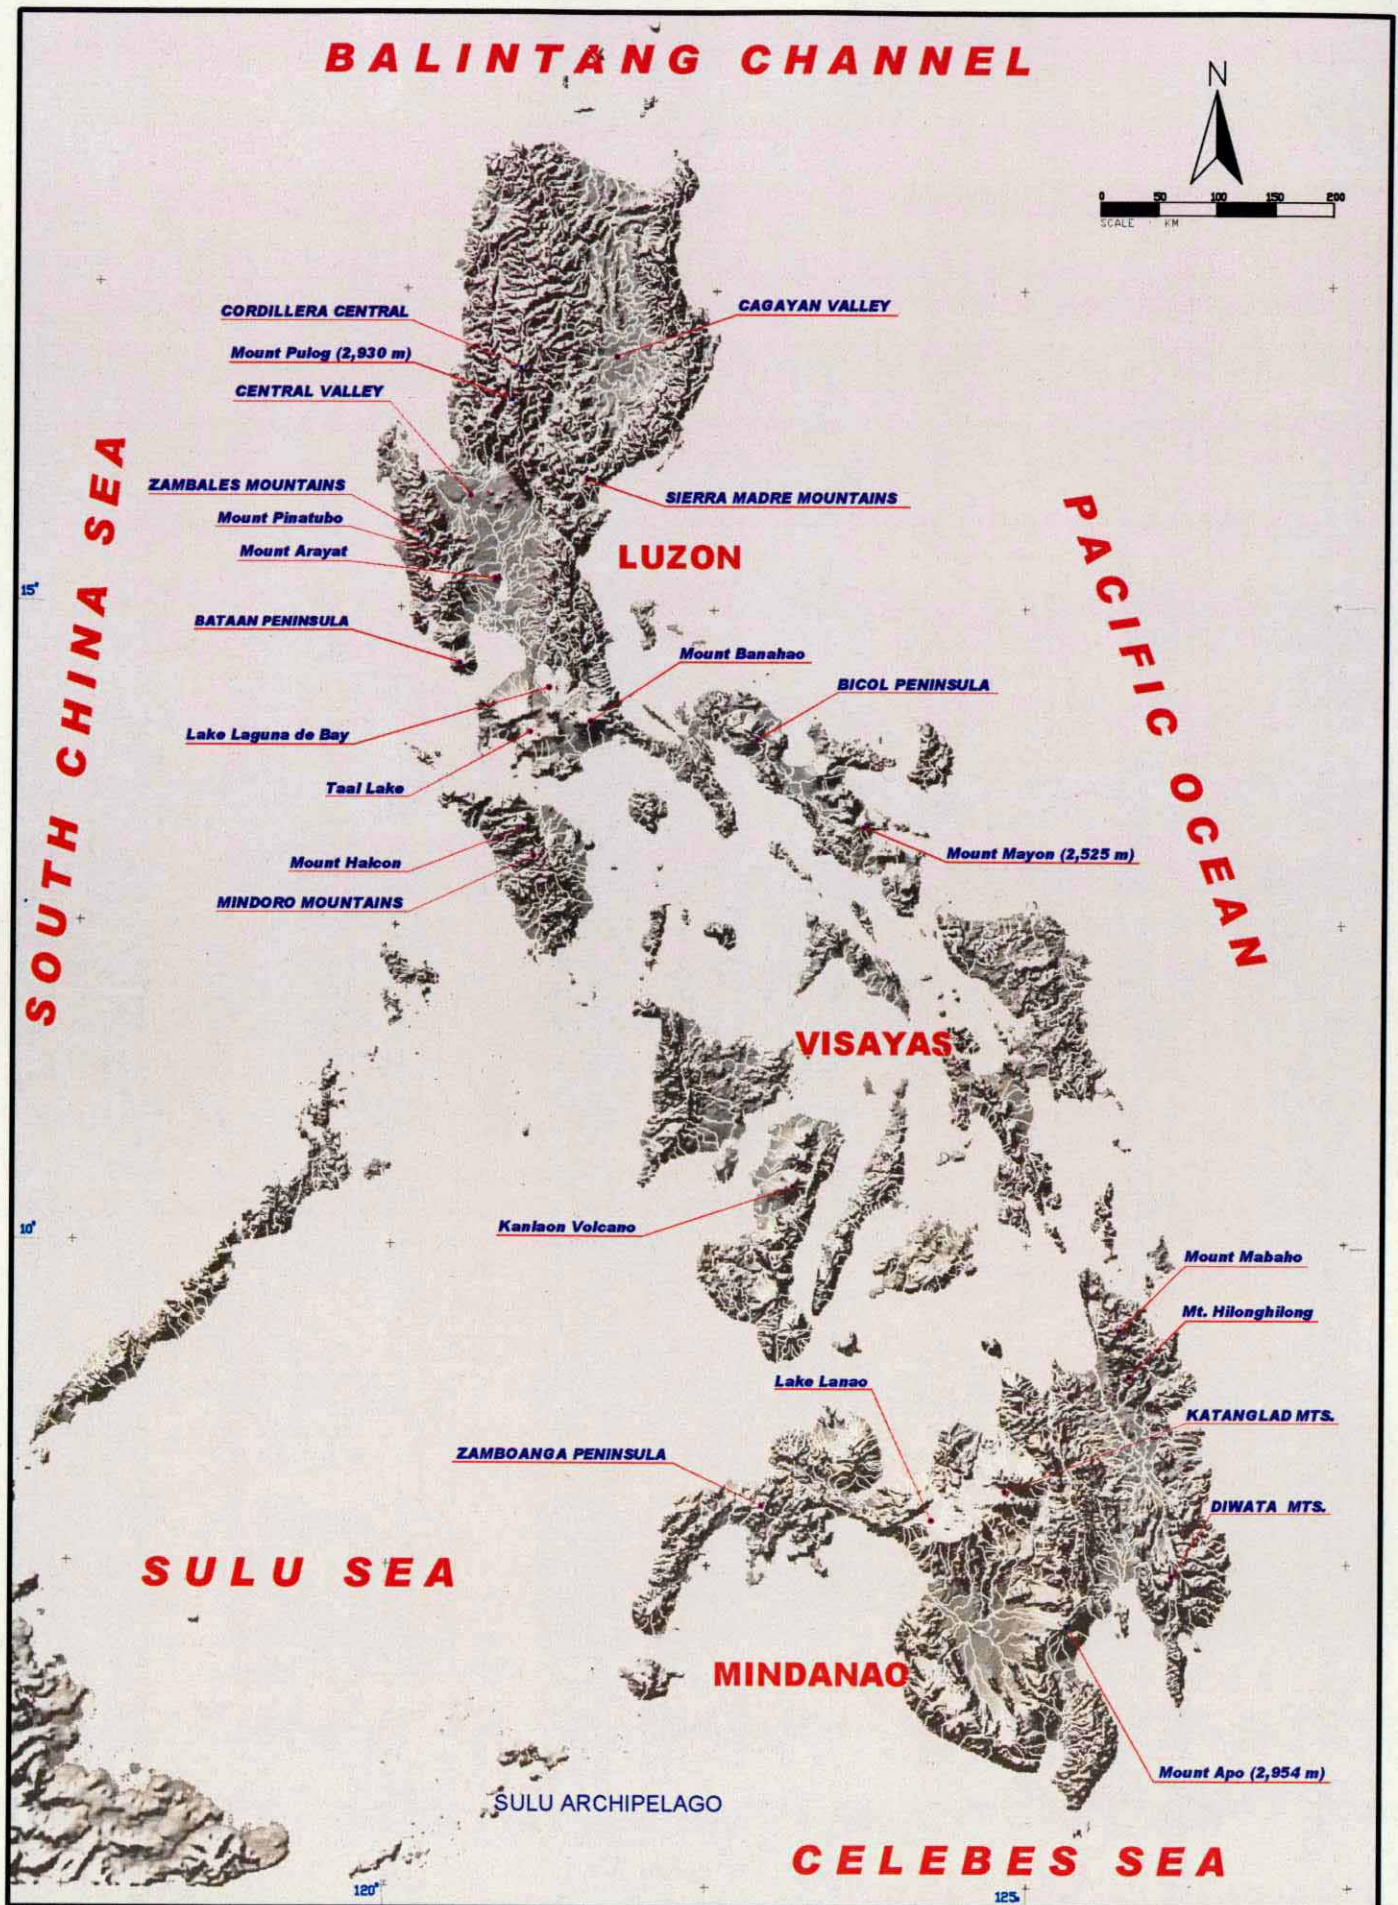 BALINTANG CHANNEL
N
0 50 100 150 200
SCALE KM
CORDILLERA CENTRAL
CAGAYAN VALLEY
Mount Pulog (2,930 m)
CENTRAL VALLEY
SOUTH CHINA SEA
ZAMBALES MOUNTAINS
SIERRA MADRE MOUNTAINS
Mount Pinatubo
Mount Arayat
LUZON
PACIFIC OCEAN
15°
BATAAN PENINSULA
Mount Banahao
BICOL PENINSULA
Lake Laguna de Bay
Taal Lake
Mount Halcon
Mount Mayon (2,525 m)
MINDORO MOUNTAINS
VISAYAS
Kanlaon Volcano
10°
Mount Mabaho
Mt. Hilonghilong
Lake Lanao
KATANGLAD MTS.
ZAMBOANGA PENINSULA
DIWATA MTS.
SULU SEA
MINDANAO
Mount Apo (2,954 m)
SULU ARCHIPELAGO
CELEBES SEA
120°
125°